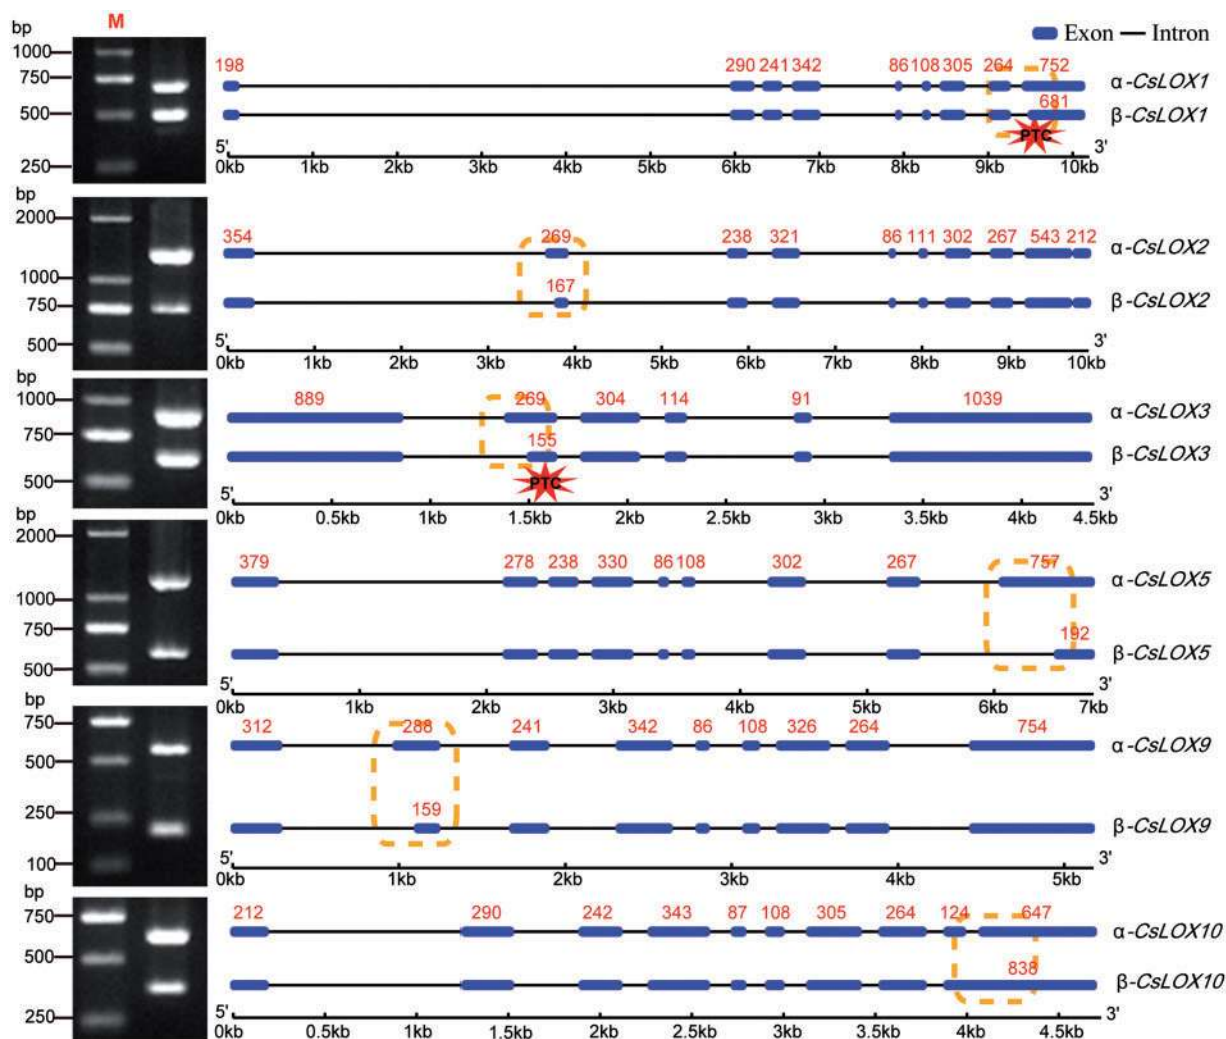 bp M
Exon Intron
1000
750
500
250
198 290 241 342 86 108 305 264 752
α-CsLOX1
681
β-CsLOX1
PTC
5' 3'
0kb 1kb 2kb 3kb 4kb 5kb 6kb 7kb 8kb 9kb 10kb
bp
2000
1000
750
500
354 269 238 321 86 111 302 267 543 212
α-CsLOX2
167
β-CsLOX2
5' 3'
0kb 1kb 2kb 3kb 4kb 5kb 6kb 7kb 8kb 9kb 10kb
bp
1000
750
500
889 269 304 114 91 1039
α-CsLOX3
155
β-CsLOX3
PTC
5' 3'
0kb 0.5kb 1kb 1.5kb 2kb 2.5kb 3kb 3.5kb 4kb 4.5kb
bp
2000
1000
750
500
379 278 238 330 86 108 302 267 757
α-CsLOX5
192
β-CsLOX5
5' 3'
0kb 1kb 2kb 3kb 4kb 5kb 6kb 7kb
bp
750
500
250
100
312 288 241 342 86 108 326 264 754
α-CsLOX9
159
β-CsLOX9
5' 3'
0kb 1kb 2kb 3kb 4kb 5kb
bp
750
500
250
212 290 242 343 87 108 305 264 124 647
α-CsLOX10
838
β-CsLOX10
5' 3'
0kb 0.5kb 1kb 1.5kb 2kb 2.5kb 3kb 3.5kb 4kb 4.5kb